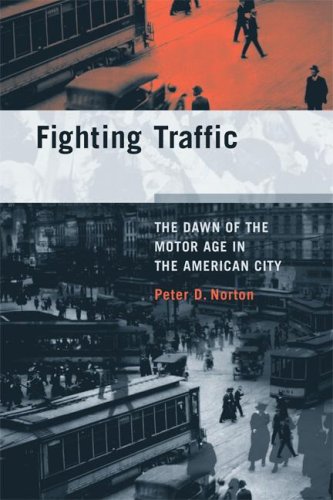 Fighting Traffic
THE DAWN OF THE
MOTOR AGE IN
THE AMERICAN CITY
Peter D. Norton